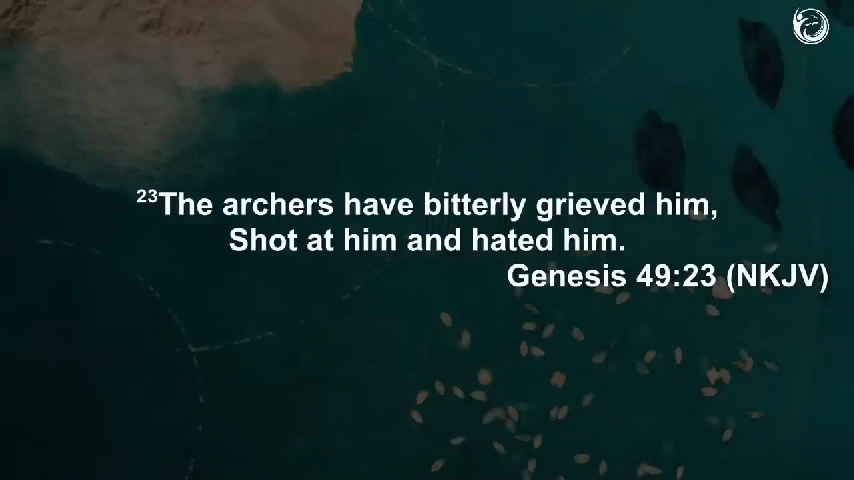 ²³The archers have bitterly grieved him,
Shot at him and hated him.
Genesis 49:23 (NKJV)